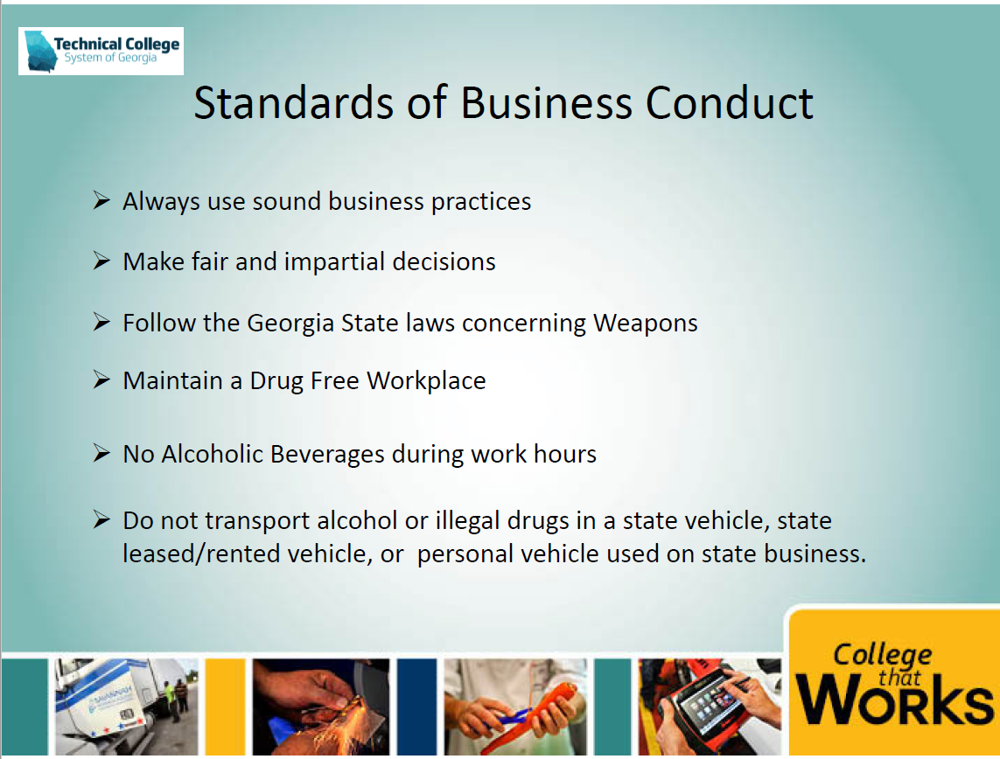 Technical College
System of Georgia
Standards of Business Conduct
Always use sound business practices
Make fair and impartial decisions
Follow the Georgia State laws concerning Weapons
Maintain a Drug Free Workplace
No Alcoholic Beverages during work hours
Do not transport alcohol or illegal drugs in a state vehicle, state
leased/rented vehicle, or personal vehicle used on state business.
SAVANNAH
College
that
WORKS